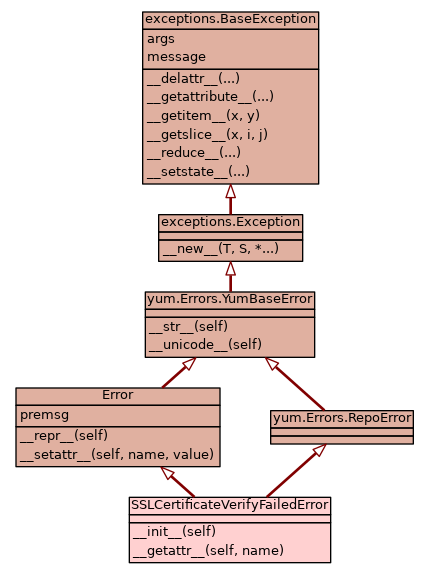 exceptions.BaseException
args
message
__delattr__(...)
__getattribute__(...)
__getitem__(x, y)
__getslice__(x, i, j)
__reduce__(...)
__setstate__(...)
exceptions.Exception
__new__(T, S, *...)
yum.Errors.YumBaseError
__str__(self)
__unicode__(self)
Error
premsg
__repr__(self)
__setattr__(self, name, value)
yum.Errors.RepoError
SSLCertificateVerifyFailedError
__init__(self)
__getattr__(self, name)